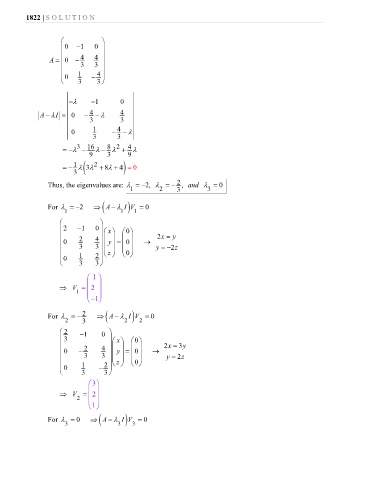 1822 | S O L U T I O N
A = ( 0 −1 0
0 −4/3 4/3
0 1/3 −4/3 )
|A − λI| = | −λ −1 0
0 −4/3 − λ 4/3
0 1/3 −4/3 − λ |
= −λ³ − 16/9 λ − 8/3 λ² + 4/9 λ
= −1/3 λ (3λ² + 8λ + 4) = 0
Thus, the eigenvalues are: λ₁ = −2, λ₂ = −2/3, and λ₃ = 0
For λ₁ = −2 ⇒ (A − λ₁I)V₁ = 0
( 2 −1 0
0 2/3 4/3
0 1/3 2/3 ) ( x y z ) = ( 0 0 0 ) → 2x = y
y = −2z
⇒ V₁ = ( 1 2 −1 )
For λ₂ = −2/3 ⇒ (A − λ₂I)V₂ = 0
( 2/3 −1 0
0 −2/3 4/3
0 1/3 −2/3 ) ( x y z ) = ( 0 0 0 ) → 2x = 3y
y = 2z
⇒ V₂ = ( 3 2 1 )
For λ₃ = 0 ⇒ (A − λ₃I)V₃ = 0